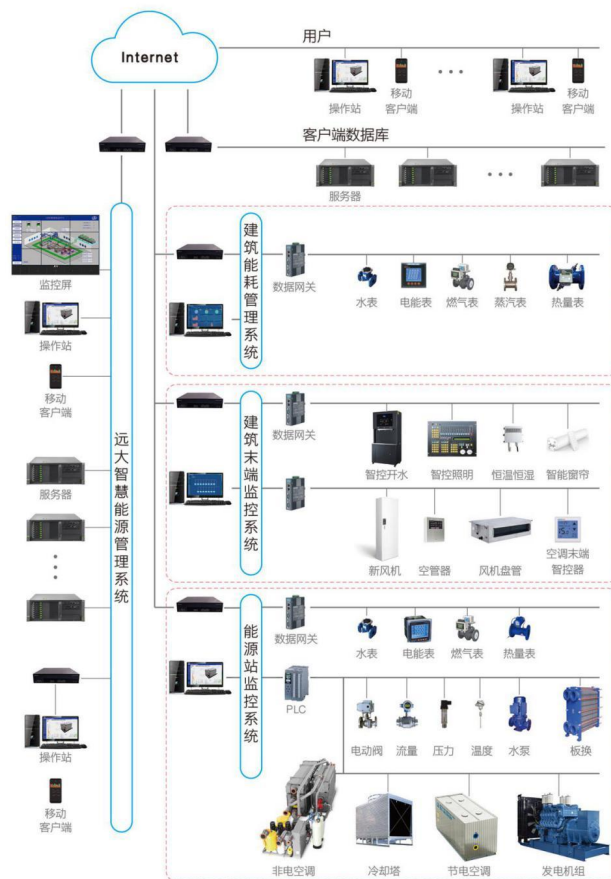 Internet
用户
操作站
移动
客户端
操作站
移动
客户端
客户端数据库
服务器
监控屏
操作站
移动
客户端
服务器
操作站
移动
客户端
远大智慧能源管理系统
建筑能耗管理系统
数据网关
水表
电能表
燃气表
蒸汽表
热量表
建筑末端监控系统
数据网关
智控开水
智控照明
恒温恒湿
智能窗帘
新风机
空管器
风机盘管
空调末端
智控器
能源站监控系统
数据网关
水表
电能表
燃气表
热量表
PLC
电动阀
流量
压力
温度
水泵
板换
非电空调
冷却塔
节电空调
发电机组